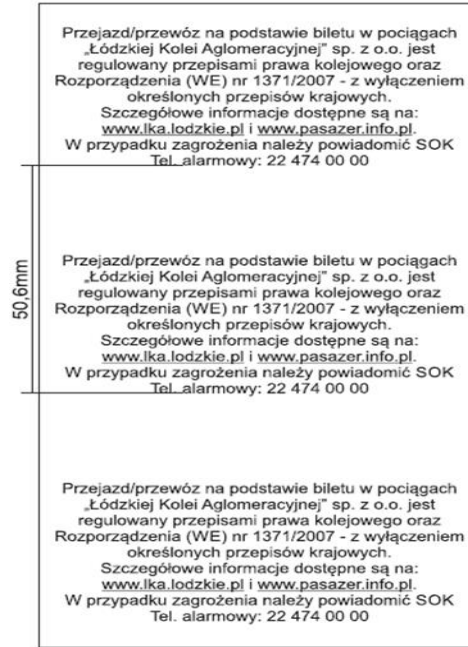 Przejazd/przewóz na podstawie biletu w pociągach
„Łódzkiej Kolei Aglomeracyjnej” sp. z o.o. jest
regulowany przepisami prawa kolejowego oraz
Rozporządzenia (WE) nr 1371/2007 - z wyłączeniem
określonych przepisów krajowych.
Szczegółowe informacje dostępne są na:
www.lka.lodzkie.pl i www.pasazer.info.pl.
W przypadku zagrożenia należy powiadomić SOK
Tel. alarmowy: 22 474 00 00
50,6mm
Przejazd/przewóz na podstawie biletu w pociągach
„Łódzkiej Kolei Aglomeracyjnej” sp. z o.o. jest
regulowany przepisami prawa kolejowego oraz
Rozporządzenia (WE) nr 1371/2007 - z wyłączeniem
określonych przepisów krajowych.
Szczegółowe informacje dostępne są na:
www.lka.lodzkie.pl i www.pasazer.info.pl.
W przypadku zagrożenia należy powiadomić SOK
Tel. alarmowy: 22 474 00 00
Przejazd/przewóz na podstawie biletu w pociągach
„Łódzkiej Kolei Aglomeracyjnej” sp. z o.o. jest
regulowany przepisami prawa kolejowego oraz
Rozporządzenia (WE) nr 1371/2007 - z wyłączeniem
określonych przepisów krajowych.
Szczegółowe informacje dostępne są na:
www.lka.lodzkie.pl i www.pasazer.info.pl.
W przypadku zagrożenia należy powiadomić SOK
Tel. alarmowy: 22 474 00 00